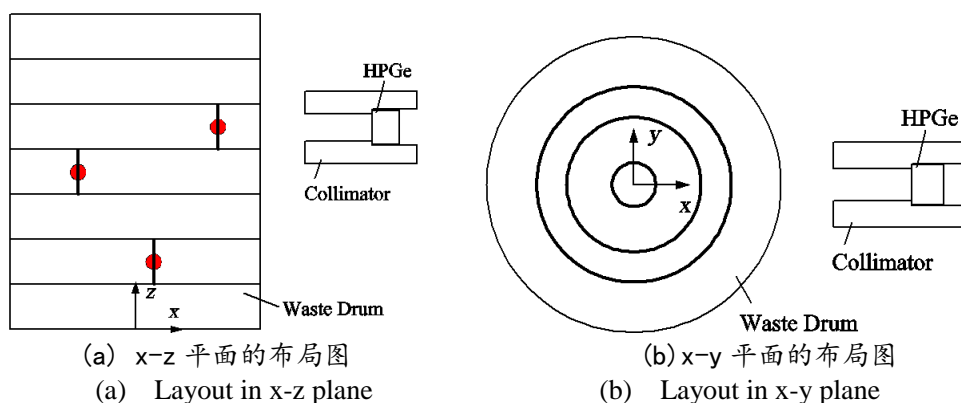 HPGe
Collimator
z
x
Waste Drum
(a) x-z 平面的布局图
(a) Layout in x-z plane
HPGe
y
x
Collimator
Waste Drum
(b) x-y 平面的布局图
(b) Layout in x-y plane